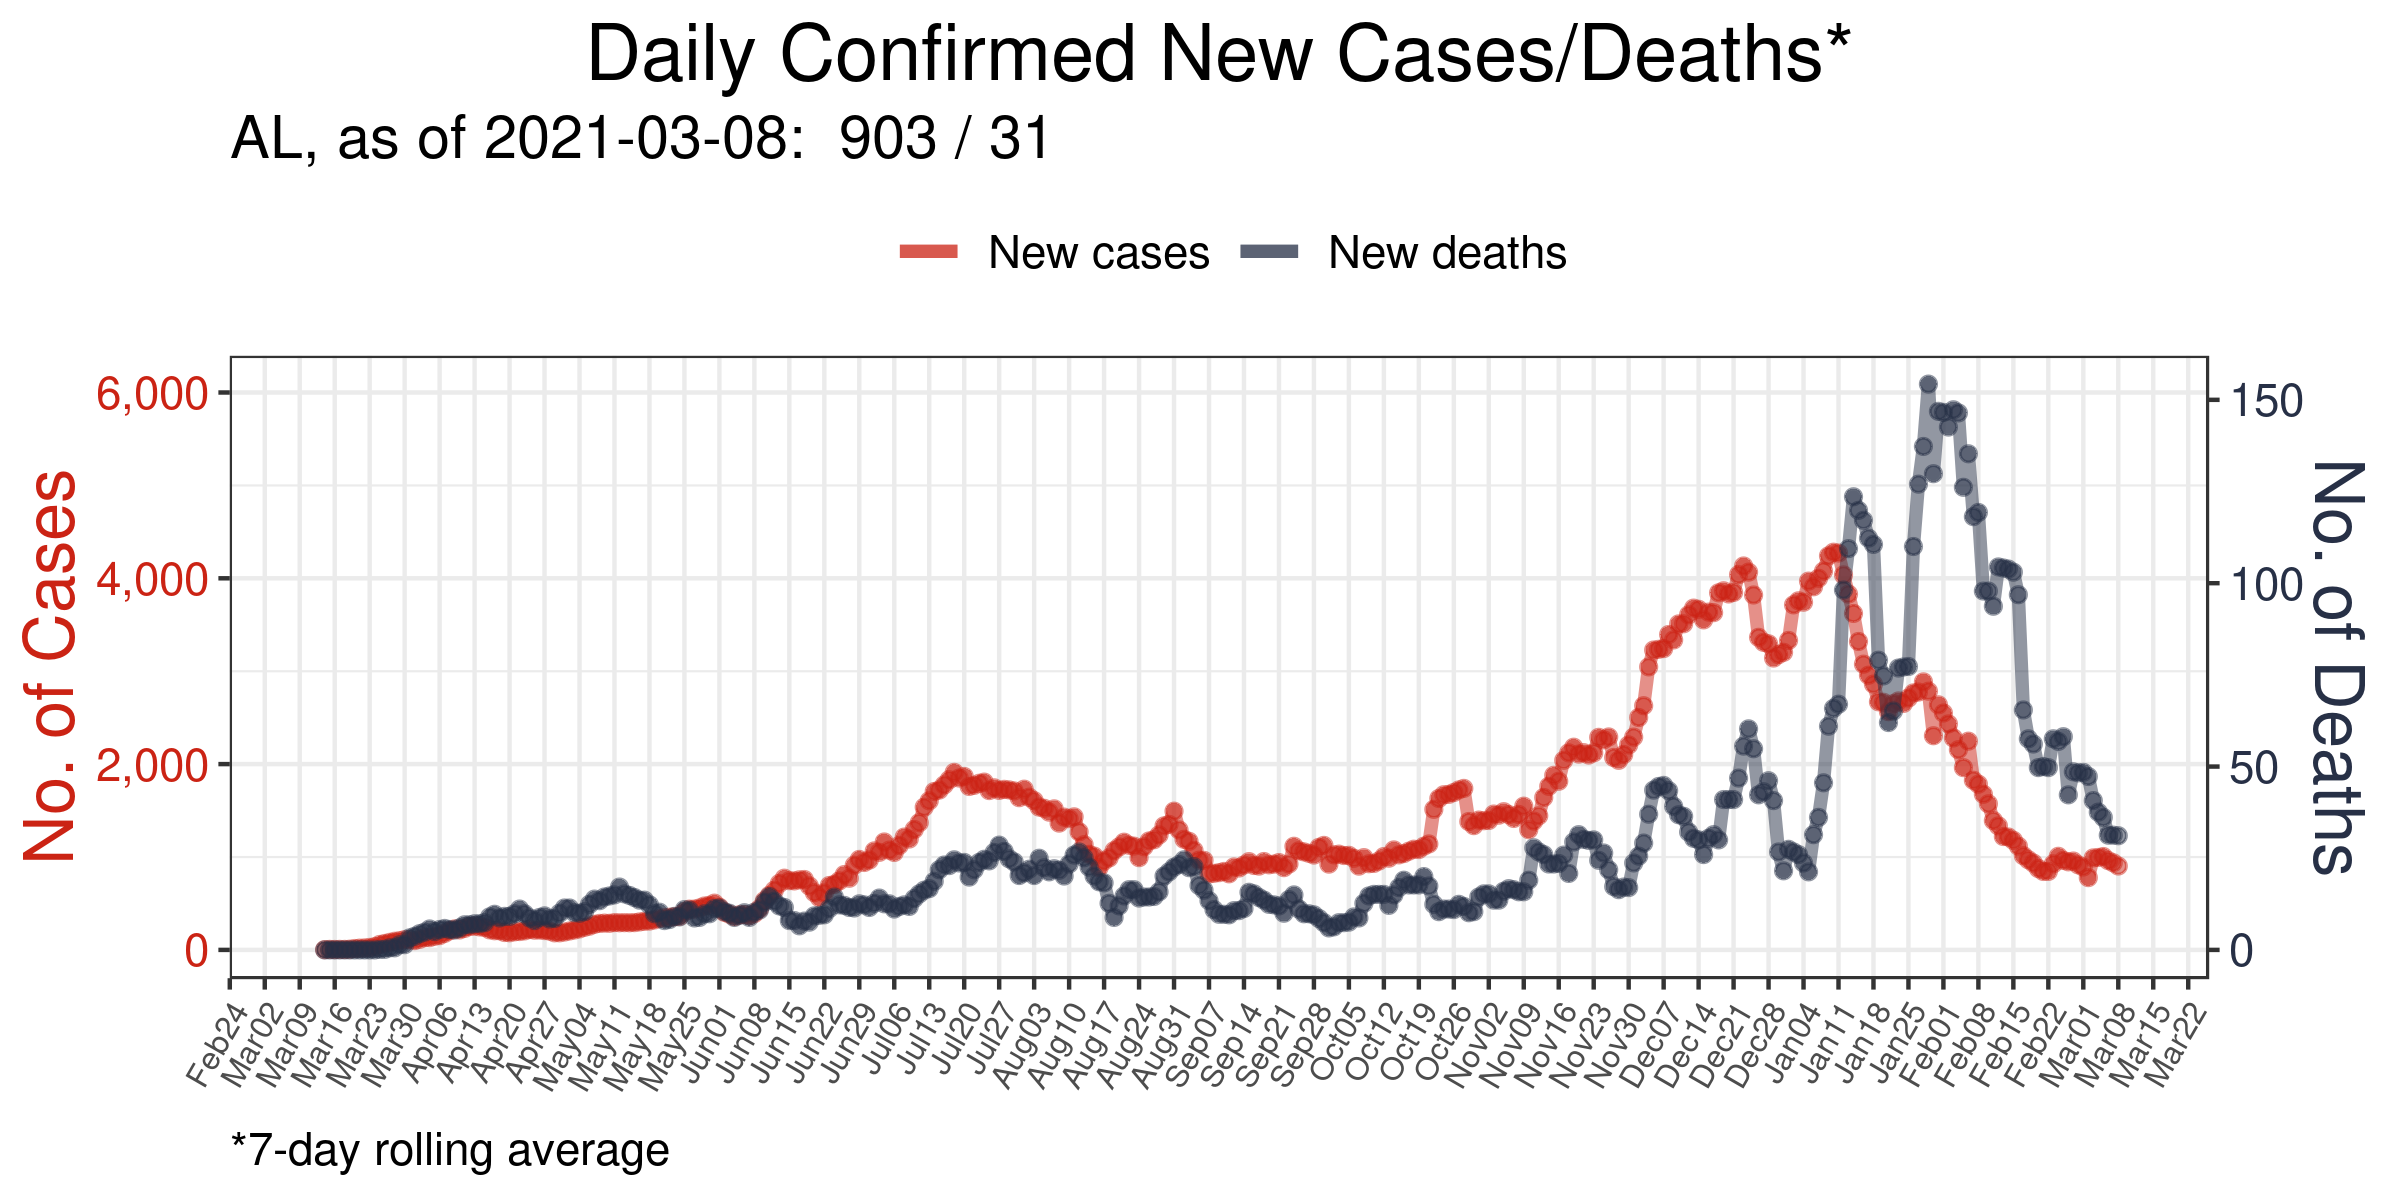 Daily Confirmed New Cases/Deaths*
AL, as of 2021-03-08:  903 / 31
New cases
New deaths
No. of Cases
6,000
4,000
2,000
0
150
100
50
0
No. of Deaths
Feb24
Mar02
Mar09
Mar16
Mar23
Mar30
Apr06
Apr13
Apr20
Apr27
May04
May11
May18
May25
Jun01
Jun08
Jun15
Jun22
Jun29
Jul06
Jul13
Jul20
Jul27
Aug03
Aug10
Aug17
Aug24
Aug31
Sep07
Sep14
Sep21
Sep28
Oct05
Oct12
Oct19
Oct26
Nov02
Nov09
Nov16
Nov23
Nov30
Dec07
Dec14
Dec21
Dec28
Jan04
Jan11
Jan18
Jan25
Feb01
Feb08
Feb15
Feb22
Mar01
Mar08
Mar15
Mar22
*7-day rolling average